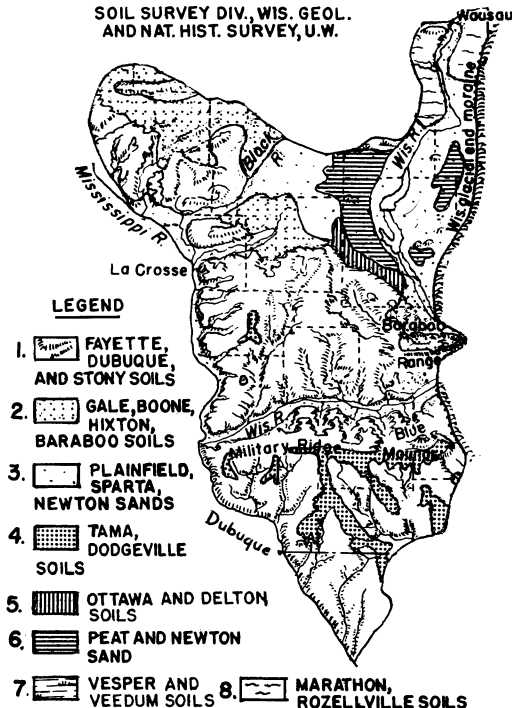 SOIL SURVEY DIV., WIS. GEOL.
AND NAT. HIST. SURVEY, U.W.
Wausau
Wis. R.
Wis glacial end moraine
Black
R.
Mississippi R.
La Crosse
Baraboo
Range
Wis R.
Blue
Military Ridge
Mounds
Dubuque
LEGEND
1. FAYETTE,
DUBUQUE,
AND STONY SOILS
2. GALE, BOONE,
HIXTON,
BARABOO SOILS
3. PLAINFIELD,
SPARTA,
NEWTON SANDS
4. TAMA,
DODGEVILLE
SOILS
5. OTTAWA AND DELTON
SOILS
6. PEAT AND NEWTON
SAND
7. VESPER AND
VEEDUM SOILS
8. MARATHON,
ROZELLVILLE SOILS